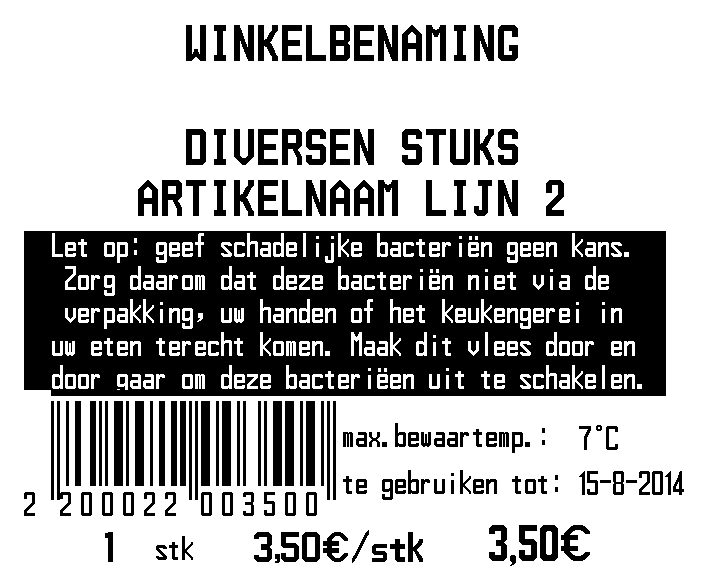 WINKELBENAMING
DIVERSEN STUKS
ARTIKELNAAM LIJN 2
Let op: geef schadelijke bacteriën geen kans.
Zorg daarom dat deze bacteriën niet via de
verpakking, uw handen of het keukengerei in
uw eten terecht komen. Maak dit vlees door en
door gaar om deze bacterieën uit te schakelen.
max.bewaartemp.: 7°C
te gebruiken tot: 15-8-2014
2 200022 003500
1 stk 3,50€/stk 3,50€